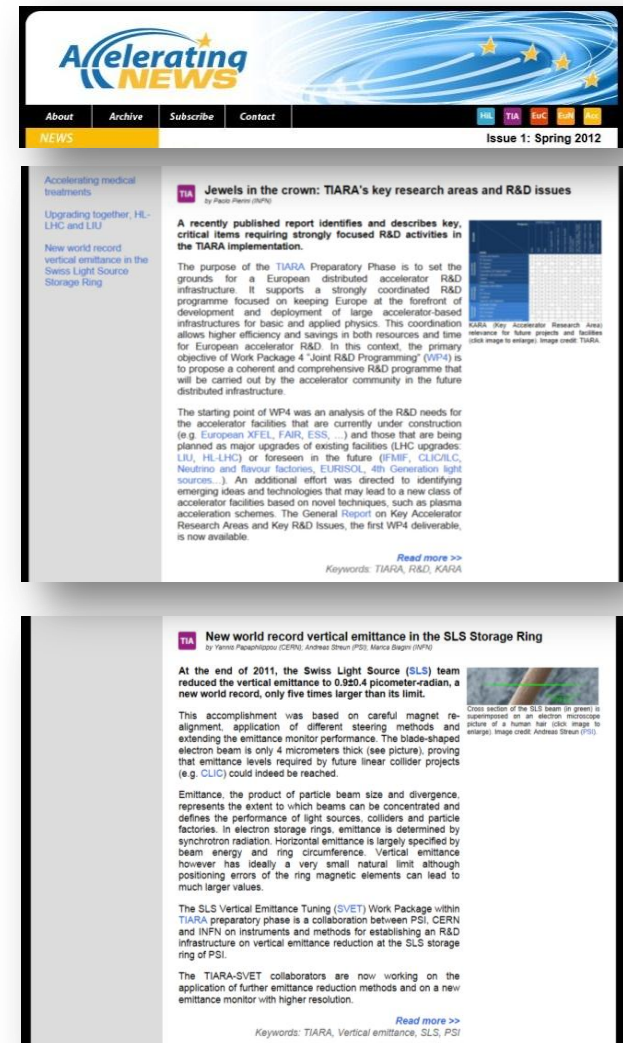 Accelerating
NEWS
About Archive Subscribe Contact
HiL TIA EuC EuN Acc
NEWS
Issue 1: Spring 2012
Accelerating medical
treatments
Upgrading together, HL-
LHC and LIU
New world record
vertical emittance in the
Swiss Light Source
Storage Ring
TIA Jewels in the crown: TIARA's key research areas and R&D issues
by Paolo Pierini (INFN)
A recently published report identifies and describes key,
critical items requiring strongly focused R&D activities in
the TIARA implementation.
The purpose of the TIARA Preparatory Phase is to set the
grounds for a European distributed accelerator R&D
infrastructure. It supports a strongly coordinated R&D
programme focused on keeping Europe at the forefront of
development and deployment of large accelerator-based
infrastructures for basic and applied physics. This coordination
allows higher efficiency and savings in both resources and time
for European accelerator R&D. In this context, the primary
objective of Work Package 4 "Joint R&D Programming" (WP4) is
to propose a coherent and comprehensive R&D programme that
will be carried out by the accelerator community in the future
distributed infrastructure.
The starting point of WP4 was an analysis of the R&D needs for
the accelerator facilities that are currently under construction
(e.g. European XFEL, FAIR, ESS, ...) and those that are being
planned as major upgrades of existing facilities (LHC upgrades:
LIU, HL-LHC) or foreseen in the future (IFMIF, CLIC/ILC,
Neutrino and flavour factories, EURISOL, 4th Generation light
sources...). An additional effort was directed to identifying
emerging ideas and technologies that may lead to a new class of
accelerator facilities based on novel techniques, such as plasma
acceleration schemes. The General Report on Key Accelerator
Research Areas and Key R&D Issues, the first WP4 deliverable,
is now available.
Read more >>
Keywords: TIARA, R&D, KARA
KARA (Key Accelerator Research Area)
relevance for future projects and facilities
(click image to enlarge). Image credit: TIARA.
TIA New world record vertical emittance in the SLS Storage Ring
by Yannis Papaphilippou (CERN), Andreas Streun (PSI), Marica Biagini (INFN)
At the end of 2011, the Swiss Light Source (SLS) team
reduced the vertical emittance to 0.9±0.4 picometer-radian, a
new world record, only five times larger than its limit.
This accomplishment was based on careful magnet re-
alignment, application of different steering methods and
extending the emittance monitor performance. The blade-shaped
electron beam is only 4 micrometers thick (see picture), proving
that emittance levels required by future linear collider projects
(e.g. CLIC) could indeed be reached.
Emittance, the product of particle beam size and divergence,
represents the extent to which beams can be concentrated and
defines the performance of light sources, colliders and particle
factories. In electron storage rings, emittance is determined by
synchrotron radiation. Horizontal emittance is largely specified by
beam energy and ring circumference. Vertical emittance
however has ideally a very small natural limit although
positioning errors of the ring magnetic elements can lead to
much larger values.
The SLS Vertical Emittance Tuning (SVET) Work Package within
TIARA preparatory phase is a collaboration between PSI, CERN
and INFN on instruments and methods for establishing an R&D
infrastructure on vertical emittance reduction at the SLS storage
ring of PSI.
The TIARA-SVET collaborators are now working on the
application of further emittance reduction methods and on a new
emittance monitor with higher resolution.
Read more >>
Keywords: TIARA, Vertical emittance, SLS, PSI
Cross section of the SLS beam (in green) is
superimposed on an electron microscope
picture of a human hair (click image to
enlarge). Image credit: Andreas Streun (PSI).